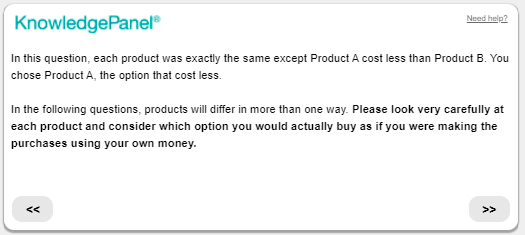 KnowledgePanel®
Need help?
In this question, each product was exactly the same except Product A cost less than Product B. You
chose Product A, the option that cost less.
In the following questions, products will differ in more than one way. Please look very carefully at
each product and consider which option you would actually buy as if you were making the
purchases using your own money.
<<
>>